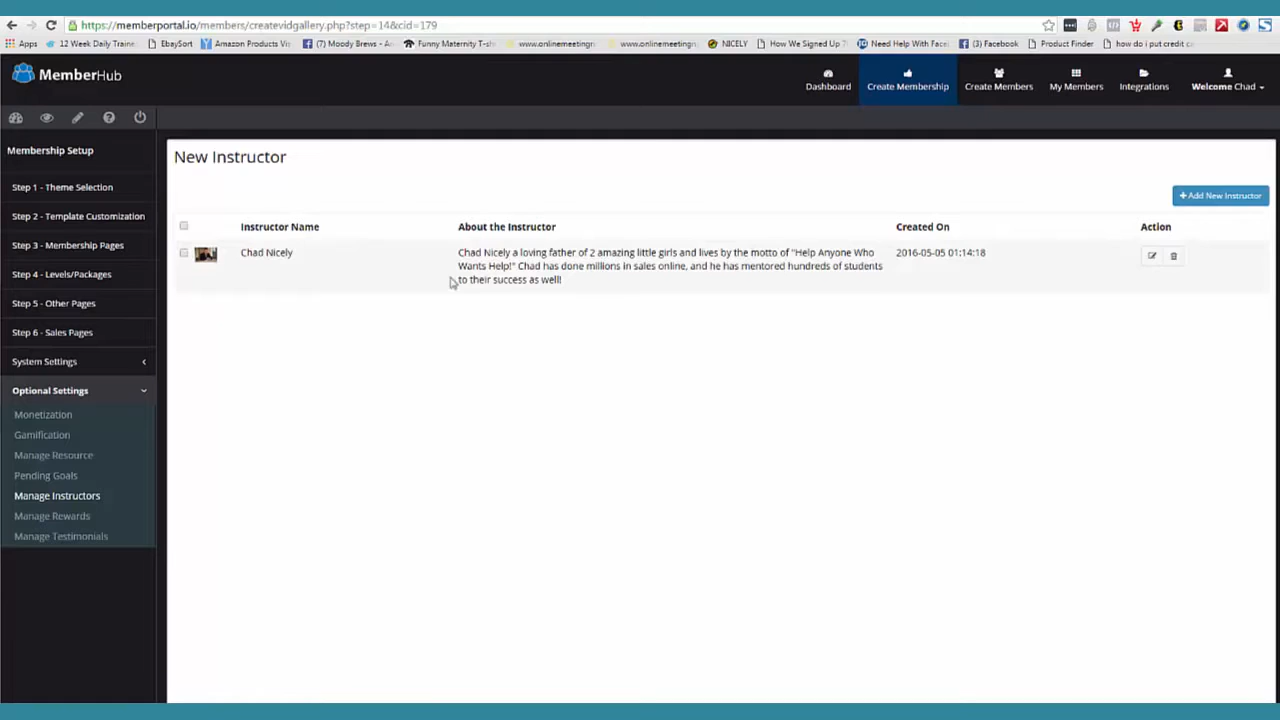 https://memberportal.io/members/createvidgallery.php?step=14&cid=179
Apps 12 Week Daily Traine EbaySort Amazon Products Vi (7) Moody Brews - A Funny Maternity T-sh www.onlinemeetingn www.onlinemeetingn NICELY How We Signed Up ? Need Help With Face (3) Facebook Product Finder how do i put credit c
MemberHub
Dashboard Create Membership Create Members My Members Integrations Welcome Chad
Membership Setup
New Instructor
Step 1 - Theme Selection
+ Add New Instructor
Step 2 - Template Customization
Instructor Name About the Instructor Created On Action
Step 3 - Membership Pages
Chad Nicely Chad Nicely a loving father of 2 amazing little girls and lives by the motto of "Help Anyone Who 2016-05-05 01:14:18
Wants Help!" Chad has done millions in sales online, and he has mentored hundreds of students
to their success as well!
Step 4 - Levels/Packages
Step 5 - Other Pages
Step 6 - Sales Pages
System Settings
Optional Settings
Monetization
Gamification
Manage Resource
Pending Goals
Manage Instructors
Manage Rewards
Manage Testimonials